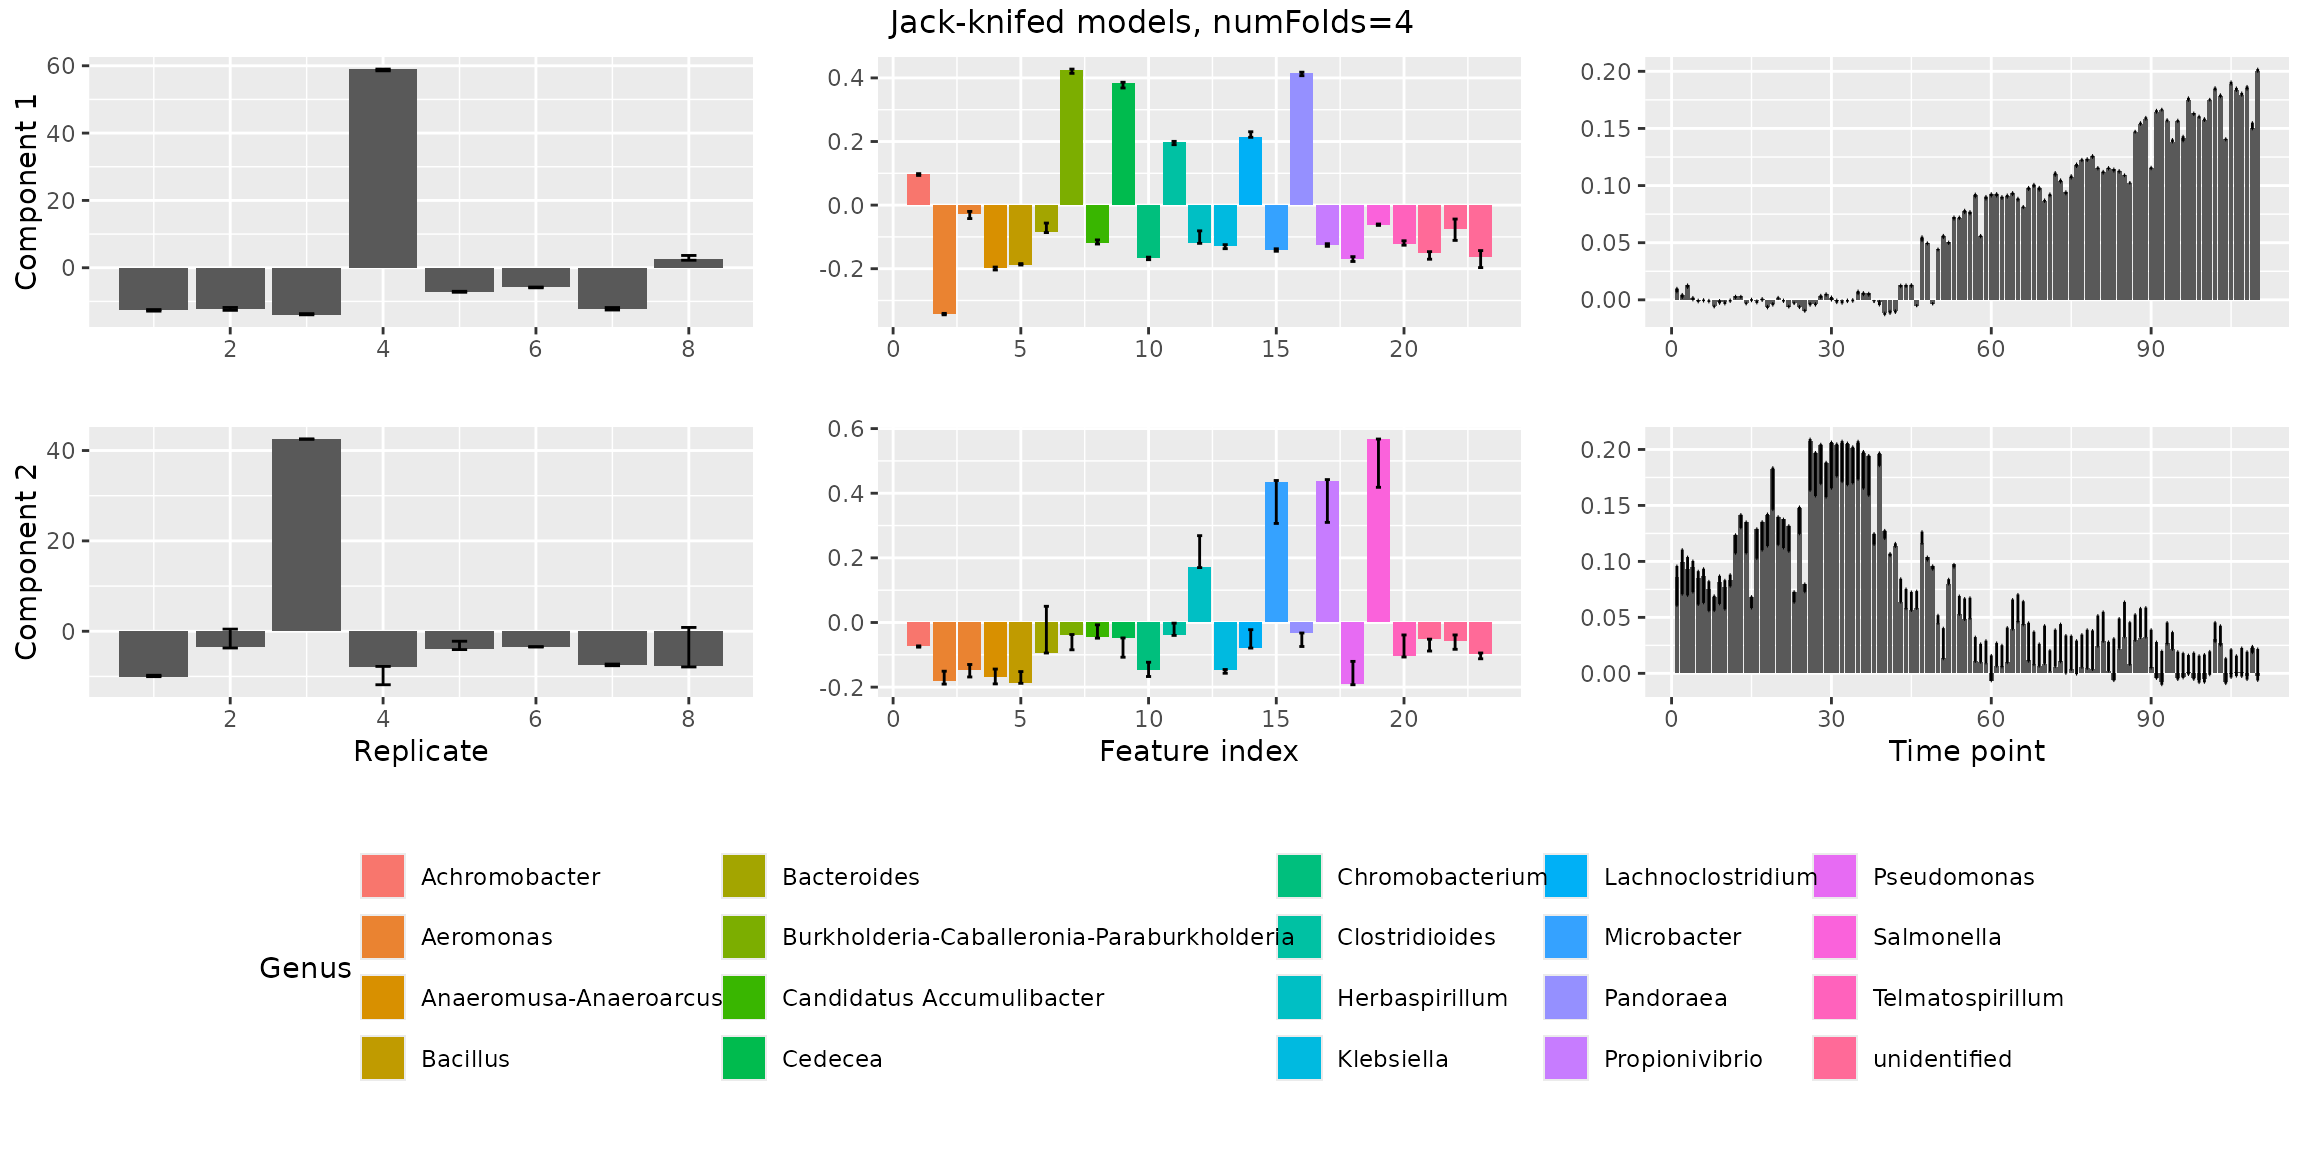 Jack-knifed models, numFolds=4
Component 1
60
40
20
0
2 4 6 8
0.4
0.2
0.0
-0.2
0 5 10 15 20
0.20
0.15
0.10
0.05
0.00
0 30 60 90
Component 2
40
20
0
2 4 6 8
Replicate
0.6
0.4
0.2
0.0
-0.2
0 5 10 15 20
Feature index
0.20
0.15
0.10
0.05
0.00
0 30 60 90
Time point
Genus
Achromobacter
Aeromonas
Anaeromusa-Anaeroarcus
Bacillus
Bacteroides
Burkholderia-Caballeronia-Paraburkholderia
Candidatus Accumulibacter
Cedecea
Chromobacterium
Clostridioides
Herbaspirillum
Klebsiella
Lachnoclostridium
Microbacter
Pandoraea
Propionivibrio
Pseudomonas
Salmonella
Telmatospirillum
unidentified